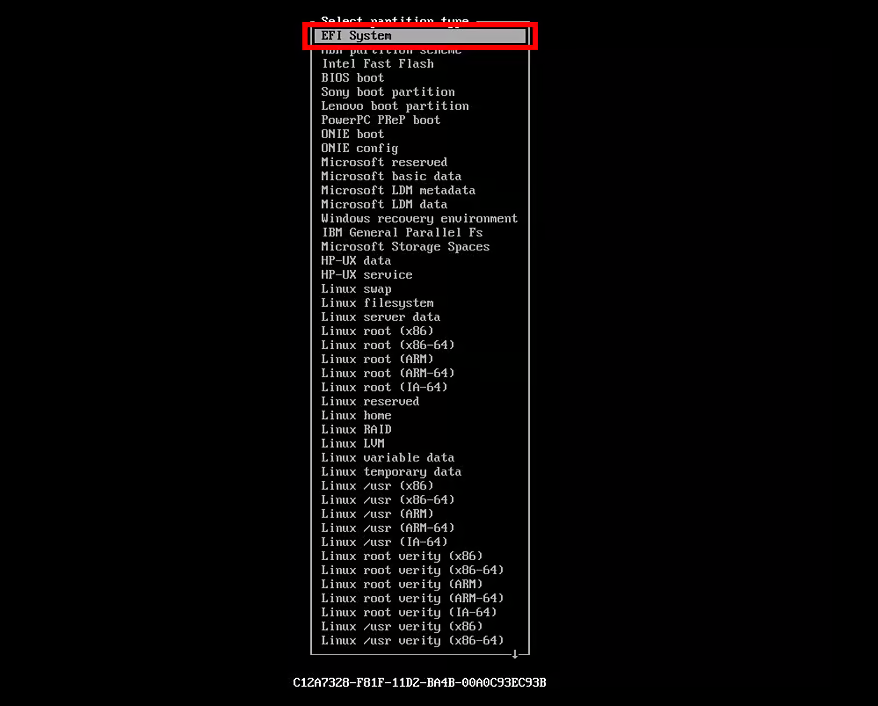 Select partition type
EFI System
MBR partition scheme
Intel Fast Flash
BIOS boot
Sony boot partition
Lenovo boot partition
PowerPC PReP boot
ONIE boot
ONIE config
Microsoft reserved
Microsoft basic data
Microsoft LDM metadata
Microsoft LDM data
Windows recovery environment
IBM General Parallel Fs
Microsoft Storage Spaces
HP-UX data
HP-UX service
Linux swap
Linux filesystem
Linux server data
Linux root (x86)
Linux root (x86-64)
Linux root (ARM)
Linux root (ARM-64)
Linux root (IA-64)
Linux reserved
Linux home
Linux RAID
Linux LVM
Linux variable data
Linux temporary data
Linux /usr (x86)
Linux /usr (x86-64)
Linux /usr (ARM)
Linux /usr (ARM-64)
Linux /usr (IA-64)
Linux root verity (x86)
Linux root verity (x86-64)
Linux root verity (ARM)
Linux root verity (ARM-64)
Linux root verity (IA-64)
Linux /usr verity (x86)
Linux /usr verity (x86-64)
C12A7328-F81F-11D2-BA4B-00A0C93EC93B